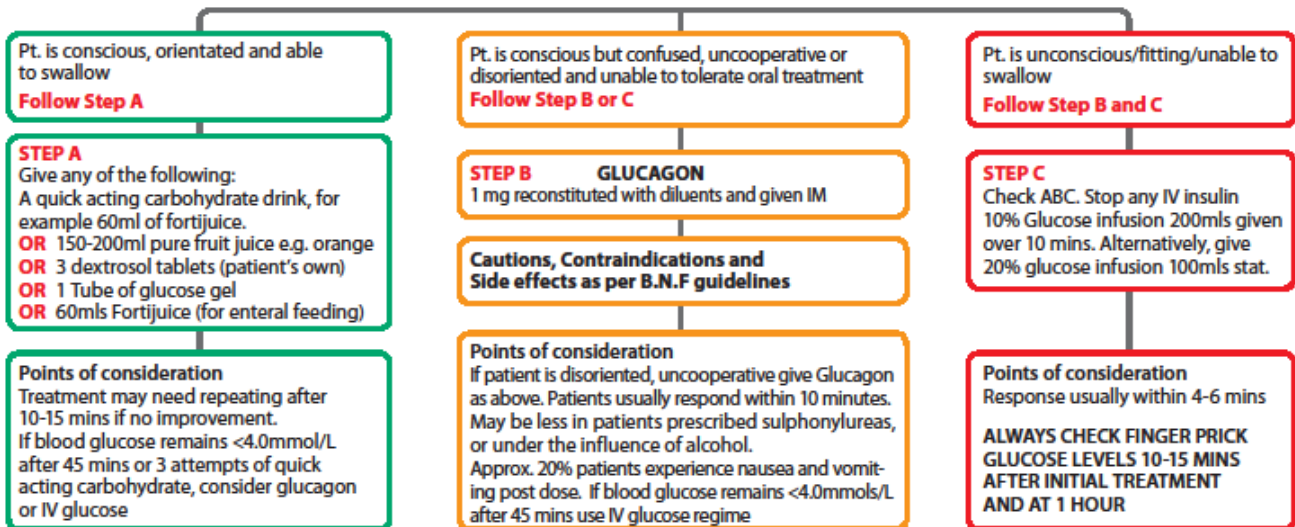 Pt. is conscious, orientated and able
to swallow
Follow Step A
STEP A
Give any of the following:
A quick acting carbohydrate drink, for
example 60ml of fortijuice.
OR 150-200ml pure fruit juice e.g. orange
OR 3 dextrosol tablets (patient's own)
OR 1 Tube of glucose gel
OR 60mls Fortijuice (for enteral feeding)
Points of consideration
Treatment may need repeating after
10-15 mins if no improvement.
If blood glucose remains <4.0mmol/L
after 45 mins or 3 attempts of quick
acting carbohydrate, consider glucagon
or IV glucose
Pt. is conscious but confused, uncooperative or
disoriented and unable to tolerate oral treatment
Follow Step B or C
STEP B GLUCAGON
1 mg reconstituted with diluents and given IM
Cautions, Contraindications and
Side effects as per B.N.F guidelines
Points of consideration
If patient is disoriented, uncooperative give Glucagon
as above. Patients usually respond within 10 minutes.
May be less in patients prescribed sulphonylureas,
or under the influence of alcohol.
Approx. 20% patients experience nausea and vomit-
ing post dose. If blood glucose remains <4.0mmols/L
after 45 mins use IV glucose regime
Pt. is unconscious/fitting/unable to
swallow
Follow Step B and C
STEP C
Check ABC. Stop any IV insulin
10% Glucose infusion 200mls given
over 10 mins. Alternatively, give
20% glucose infusion 100mls stat.
Points of consideration
Response usually within 4-6 mins
ALWAYS CHECK FINGER PRICK
GLUCOSE LEVELS 10-15 MINS
AFTER INITIAL TREATMENT
AND AT 1 HOUR